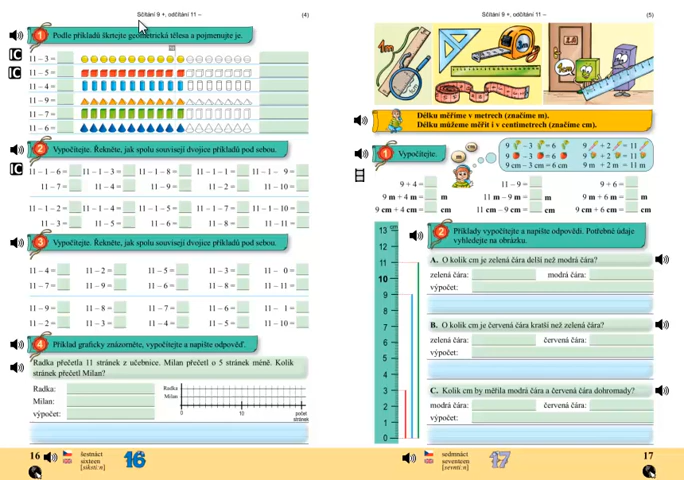 Sčítání 9 +, odčítání 11 –
(4)
1 Podle příkladů škrtejte geometrická tělesa a pojmenujte je.
11 – 3 =
11 – 5 =
11 – 4 =
11 – 9 =
11 – 7 =
11 – 6 =
2 Vypočítejte. Řekněte, jak spolu souvisejí dvojice příkladů pod sebou.
11 – 1 – 6 = 11 – 1 – 3 = 11 – 1 – 8 = 11 – 1 – 1 = 11 – 1 – 9 =
11 – 7 = 11 – 4 = 11 – 9 = 11 – 2 = 11 – 10 =
11 – 1 – 2 = 11 – 1 – 4 = 11 – 1 – 5 = 11 – 1 – 7 = 11 – 1 – 10 =
11 – 3 = 11 – 5 = 11 – 6 = 11 – 8 = 11 – 11 =
3 Vypočítejte. Řekněte, jak spolu souvisejí dvojice příkladů pod sebou.
11 – 4 = 11 – 2 = 11 – 5 = 11 – 3 = 11 – 0 =
11 – 7 = 11 – 9 = 11 – 6 = 11 – 8 = 11 – 11 =
11 – 9 = 11 – 8 = 11 – 7 = 11 – 6 = 11 – 1 =
11 – 2 = 11 – 3 = 11 – 4 = 11 – 5 = 11 – 10 =
4 Příklad graficky znázorněte, vypočítejte a napište odpověď.
Radka přečetla 11 stránek z učebnice. Milan přečetl o 5 stránek méně. Kolik
stránek přečetl Milan?
Radka:
Milan:
výpočet:
Radka
Milan
0 10 počet
stránek
16 šestnáct
sixteen
[siksti:n]
16
Sčítání 9 +, odčítání 11 –
(5)
1m
1cm
Délku měříme v metrech (značíme m).
Délku můžeme měřit i v centimetrech (značíme cm).
1 Vypočítejte.
m
cm
9 – 3 = 6 9 + 2 = 11
9 – 3 = 6 9 + 2 = 11
9 cm – 3 cm = 6 cm 9 m + 2 m = 11 m
9 + 4 = 11 – 9 = 9 + 6 =
9 m + 4 m = m 11 m – 9 m = m 9 m + 6 m = m
9 cm + 4 cm = cm 11 cm – 9 cm = cm 9 cm + 6 cm = cm
2 Příklady vypočítejte a napište odpovědi. Potřebné údaje
vyhledejte na obrázku.
13 cm
12
11
10
9
8
7
6
5
4
3
2
1
0
A. O kolik cm je zelená čára delší než modrá čára?
zelená čára: modrá čára:
výpočet:
B. O kolik cm je červená čára kratší než zelená čára?
zelená čára: červená čára:
výpočet:
C. Kolik cm by měřila modrá čára a červená čára dohromady?
modrá čára: červená čára:
výpočet:
sedmnáct
seventeen
[sevnti:n]
17
17